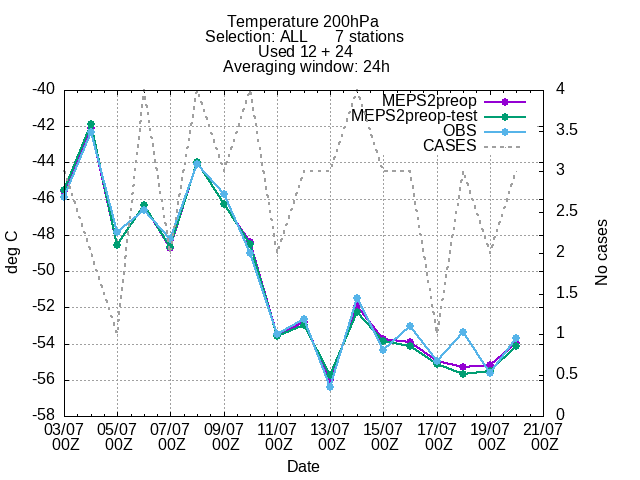 Temperature 200hPa
Selection: ALL 7 stations
Used 12 + 24
Averaging window: 24h
MEPS2preop
MEPS2preop-test
OBS
CASES
-40
-42
-44
-46
-48
-50
-52
-54
-56
-58
deg C
4
3.5
3
2.5
2
1.5
1
0.5
0
No cases
03/07 05/07 07/07 09/07 11/07 13/07 15/07 17/07 19/07 21/07
00Z 00Z 00Z 00Z 00Z 00Z 00Z 00Z 00Z 00Z
Date